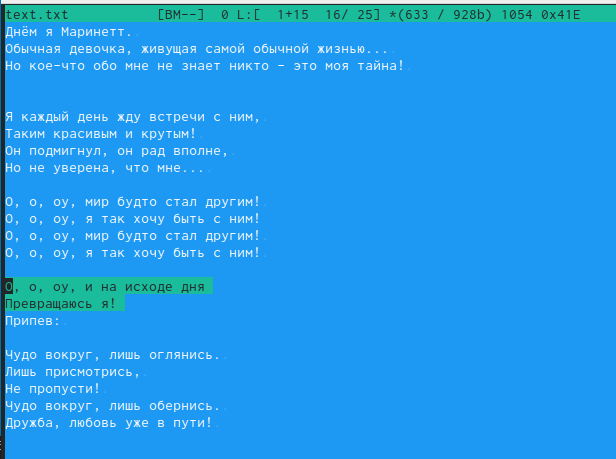 text.txt [BM--] 0 L:[ 1+15 16/ 25] *(633 / 928b) 1054 0x41E
Днём я Маринетт.
Обычная девочка, живущая самой обычной жизнью...
Но кое-что обо мне не знает никто - это моя тайна!
Я каждый день жду встречи с ним,
Таким красивым и крутым!
Он подмигнул, он рад вполне,
Но не уверена, что мне...
О, о, оу, мир будто стал другим!
О, о, оу, я так хочу быть с ним!
О, о, оу, мир будто стал другим!
О, о, оу, я так хочу быть с ним!
О, о, оу, и на исходе дня
Превращаюсь я!
Припев:
Чудо вокруг, лишь оглянись.
Лишь присмотрись,
Не пропусти!
Чудо вокруг, лишь обернись.
Дружба, любовь уже в пути!